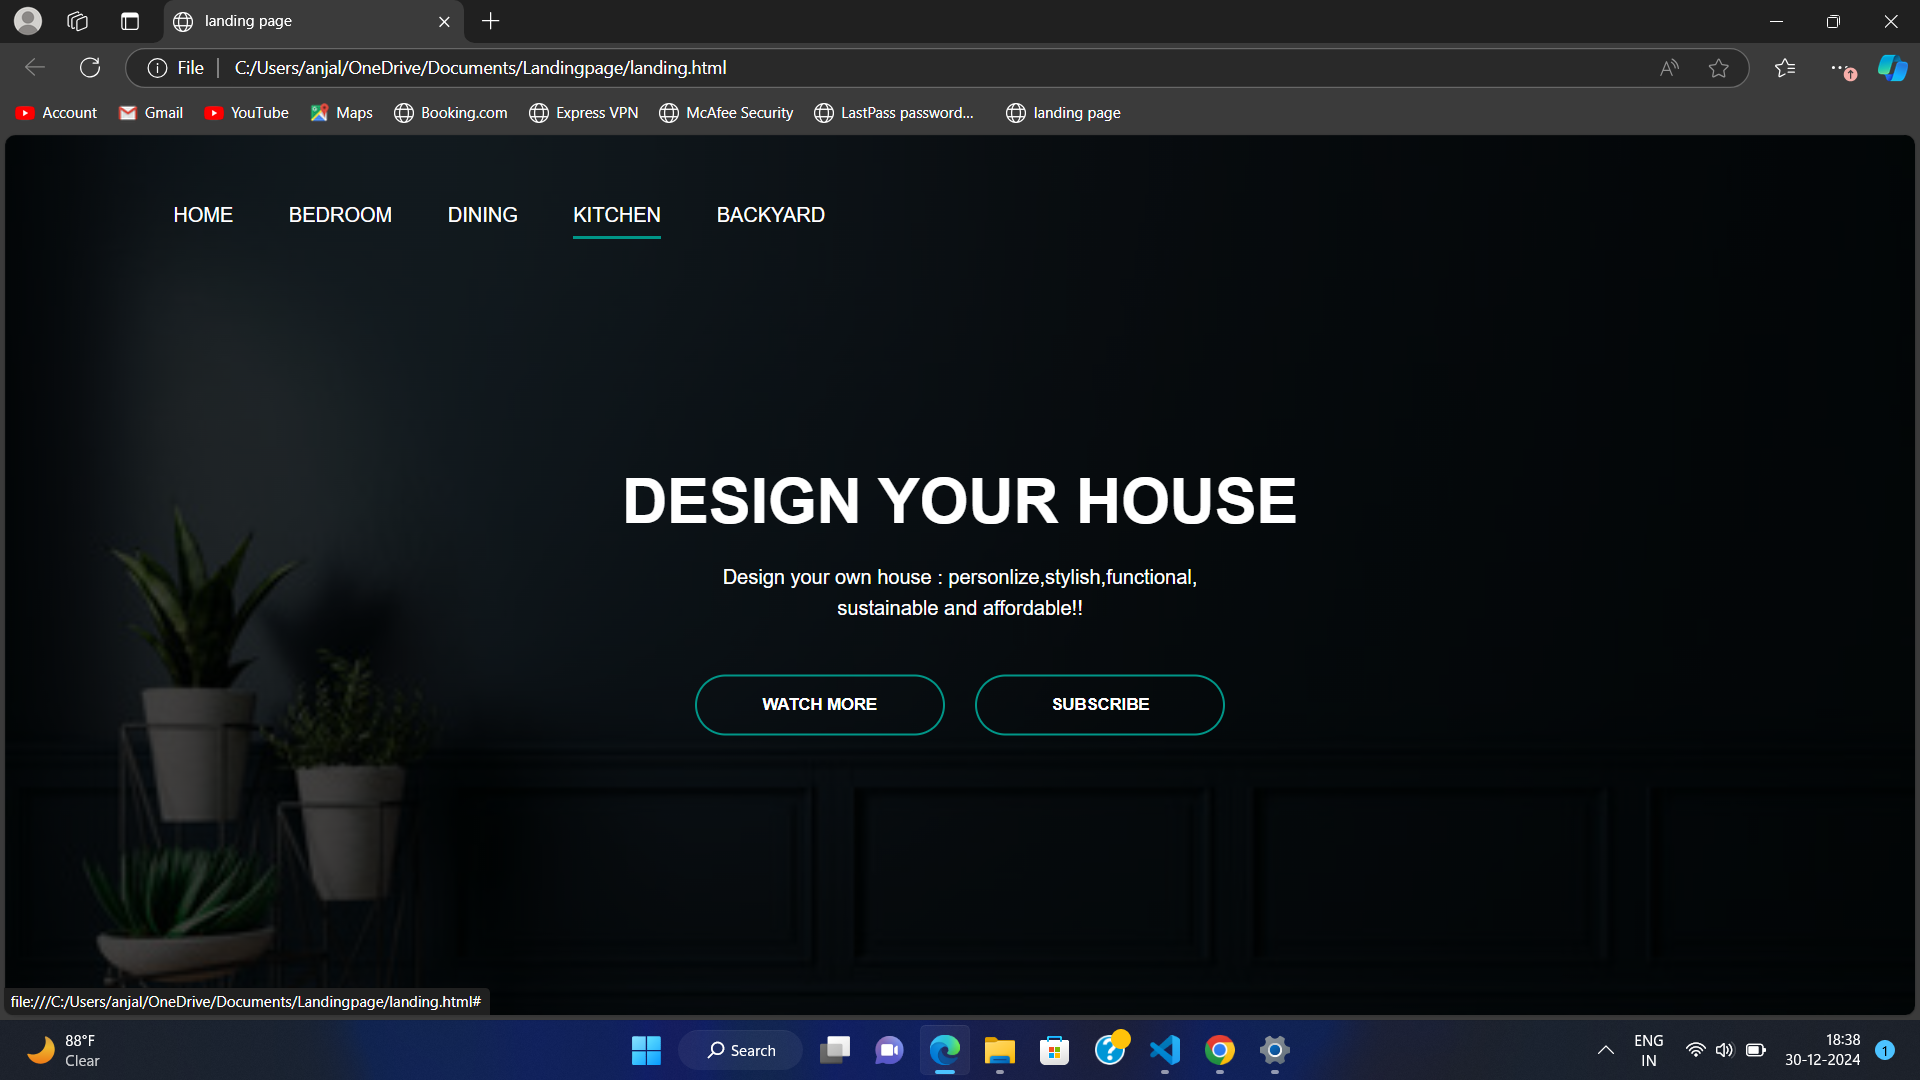 landing page
File
C:/Users/anjal/OneDrive/Documents/Landingpage/landing.html
Account Gmail YouTube Maps Booking.com Express VPN McAfee Security LastPass password... landing page
HOME BEDROOM DINING KITCHEN BACKYARD
DESIGN YOUR HOUSE
Design your own house : personlize,stylish,functional,
sustainable and affordable!!
WATCH MORE SUBSCRIBE
file:///C:/Users/anjal/OneDrive/Documents/Landingpage/landing.html#
88°F
Clear
Search
ENG
IN
18:38
30-12-2024
1